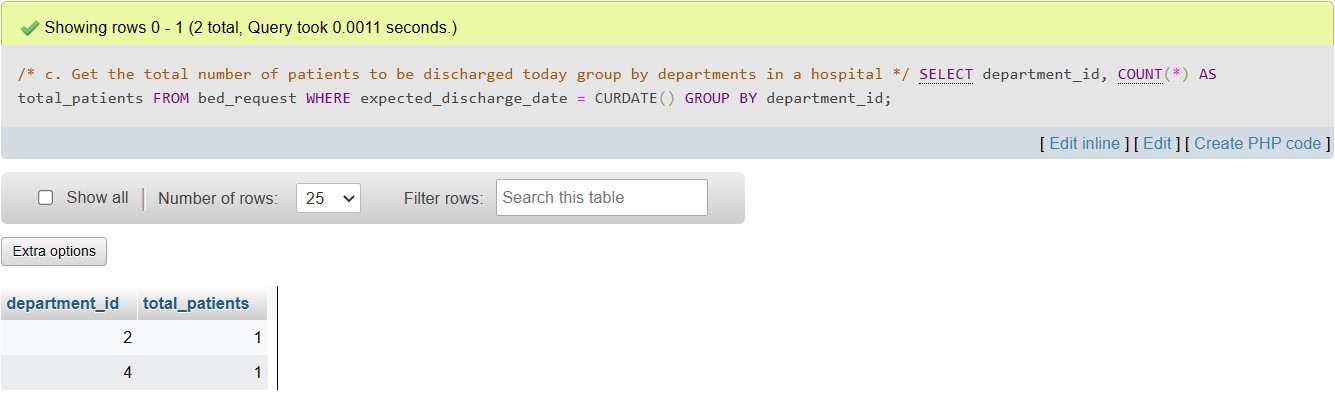 Showing rows 0 - 1 (2 total, Query took 0.0011 seconds.)
/* c. Get the total number of patients to be discharged today group by departments in a hospital */ SELECT department_id, COUNT(*) AS
total_patients FROM bed_request WHERE expected_discharge_date = CURDATE() GROUP BY department_id;
[ Edit inline ] [ Edit ] [ Create PHP code ]
Show all Number of rows: 25 Filter rows: Search this table
Extra options
department_id total_patients
2 1
4 1